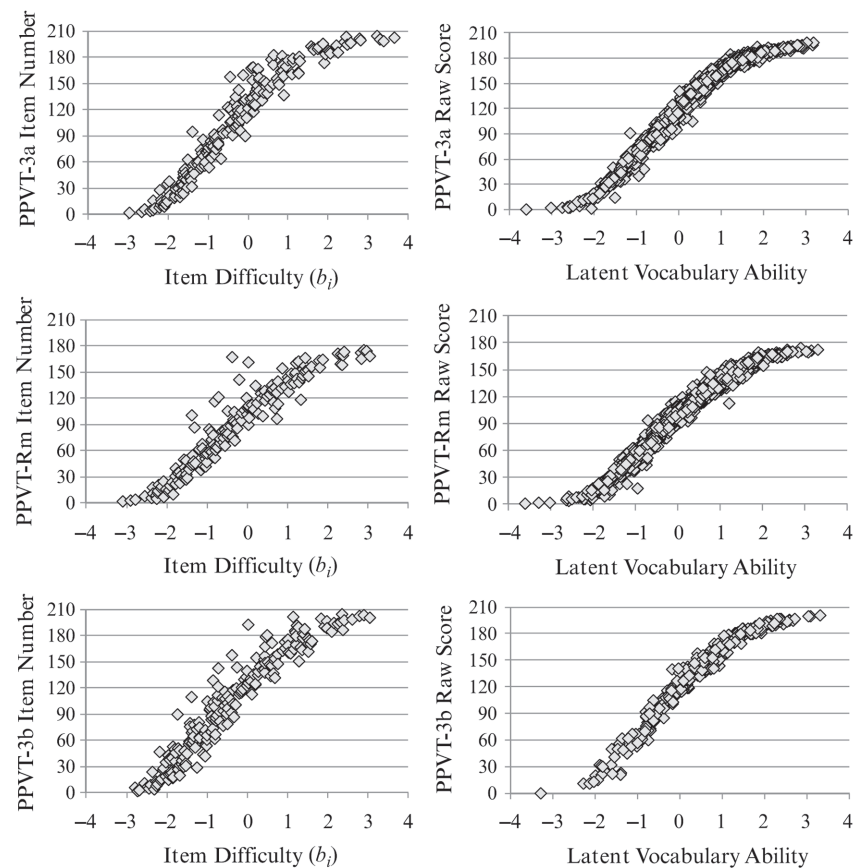 PPVT-3a Item Number
210
180
150
120
90
60
30
0
−4 −3 −2 −1 0 1 2 3 4
Item Difficulty (bi)
PPVT-3a Raw Score
210
180
150
120
90
60
30
0
−4 −3 −2 −1 0 1 2 3 4
Latent Vocabulary Ability
PPVT-Rm Item Number
210
180
150
120
90
60
30
0
−4 −3 −2 −1 0 1 2 3 4
Item Difficulty (bi)
PPVT-Rm Raw Score
210
180
150
120
90
60
30
0
−4 −3 −2 −1 0 1 2 3 4
Latent Vocabulary Ability
PPVT-3b Item Number
210
180
150
120
90
60
30
0
−4 −3 −2 −1 0 1 2 3 4
Item Difficulty (bi)
PPVT-3b Raw Score
210
180
150
120
90
60
30
0
−4 −3 −2 −1 0 1 2 3 4
Latent Vocabulary Ability